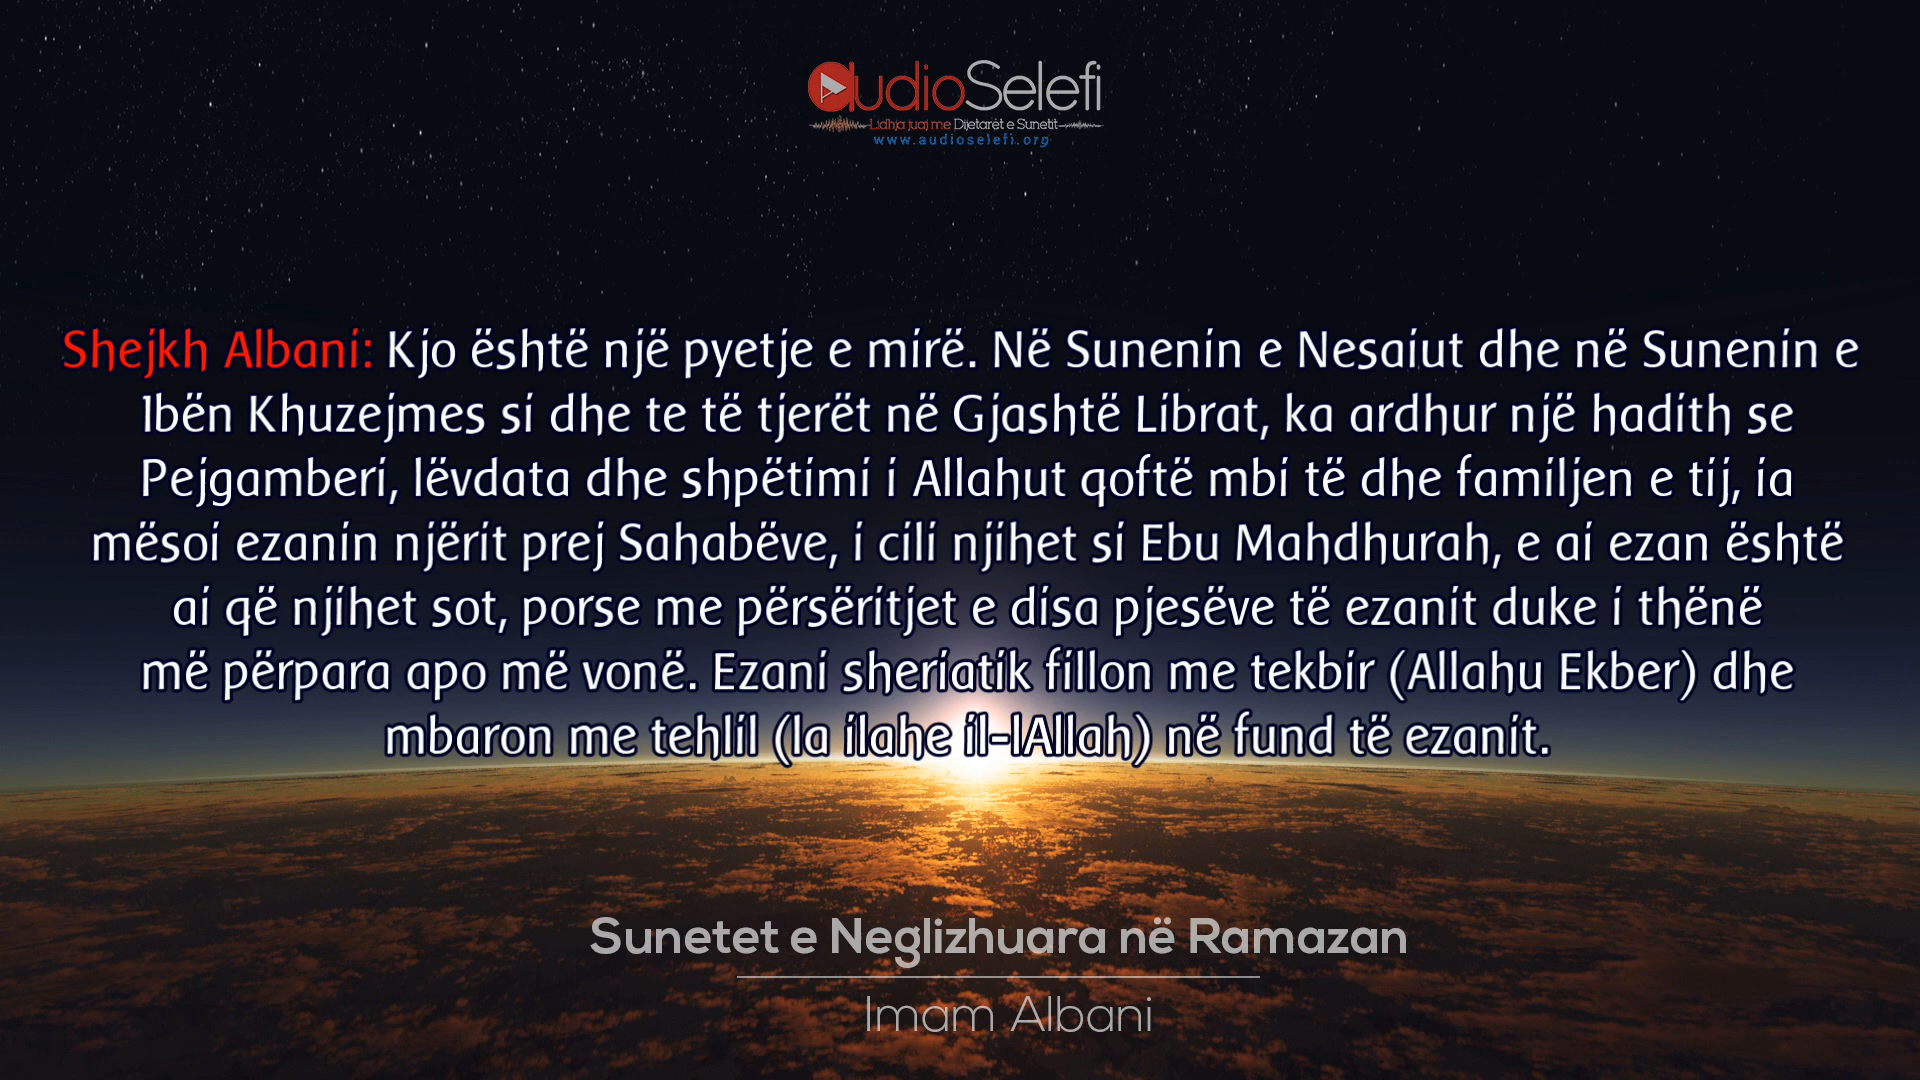 audioSelefi
Lidhja juaj me Dijetarët e Sunetit
www.audioselefi.org
Shejkh Albani: Kjo është një pyetje e mirë. Në Sunenin e Nesaiut dhe në Sunenin e
Ibën Khuzejmes si dhe te të tjerët në Gjashtë Librat, ka ardhur një hadith se
Pejgamberi, lëvdata dhe shpëtimi i Allahut qoftë mbi të dhe familjen e tij, ia
mësoi ezanin njërit prej Sahabëve, i cili njihet si Ebu Mahdhurah, e ai ezan është
ai që njihet sot, porse me përsëritjet e disa pjesëve të ezanit duke i thënë
më përpara apo më vonë. Ezani sheriatik fillon me tekbir (Allahu Ekber) dhe
mbaron me tehlil (la ilahe il-lAllah) në fund të ezanit.
Sunetet e Neglizhuara në Ramazan
Imam Albani